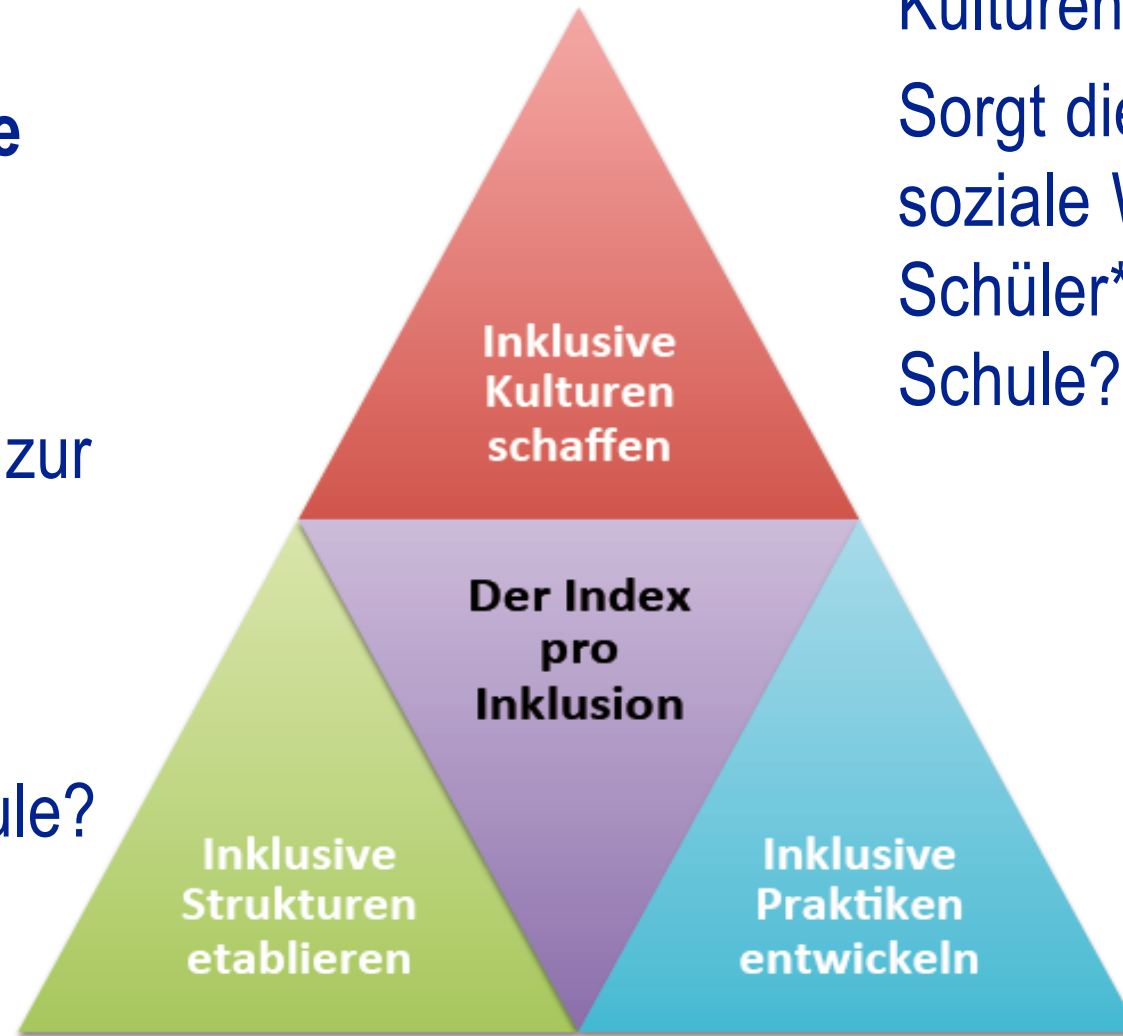 e
zur
ule?
Inklusive
Kulturen
schaffen
Der Index
pro
Inklusion
Inklusive
Strukturen
etablieren
Inklusive
Praktiken
entwickeln
Kulturen
Sorgt die
soziale
Schüler*
Schule?